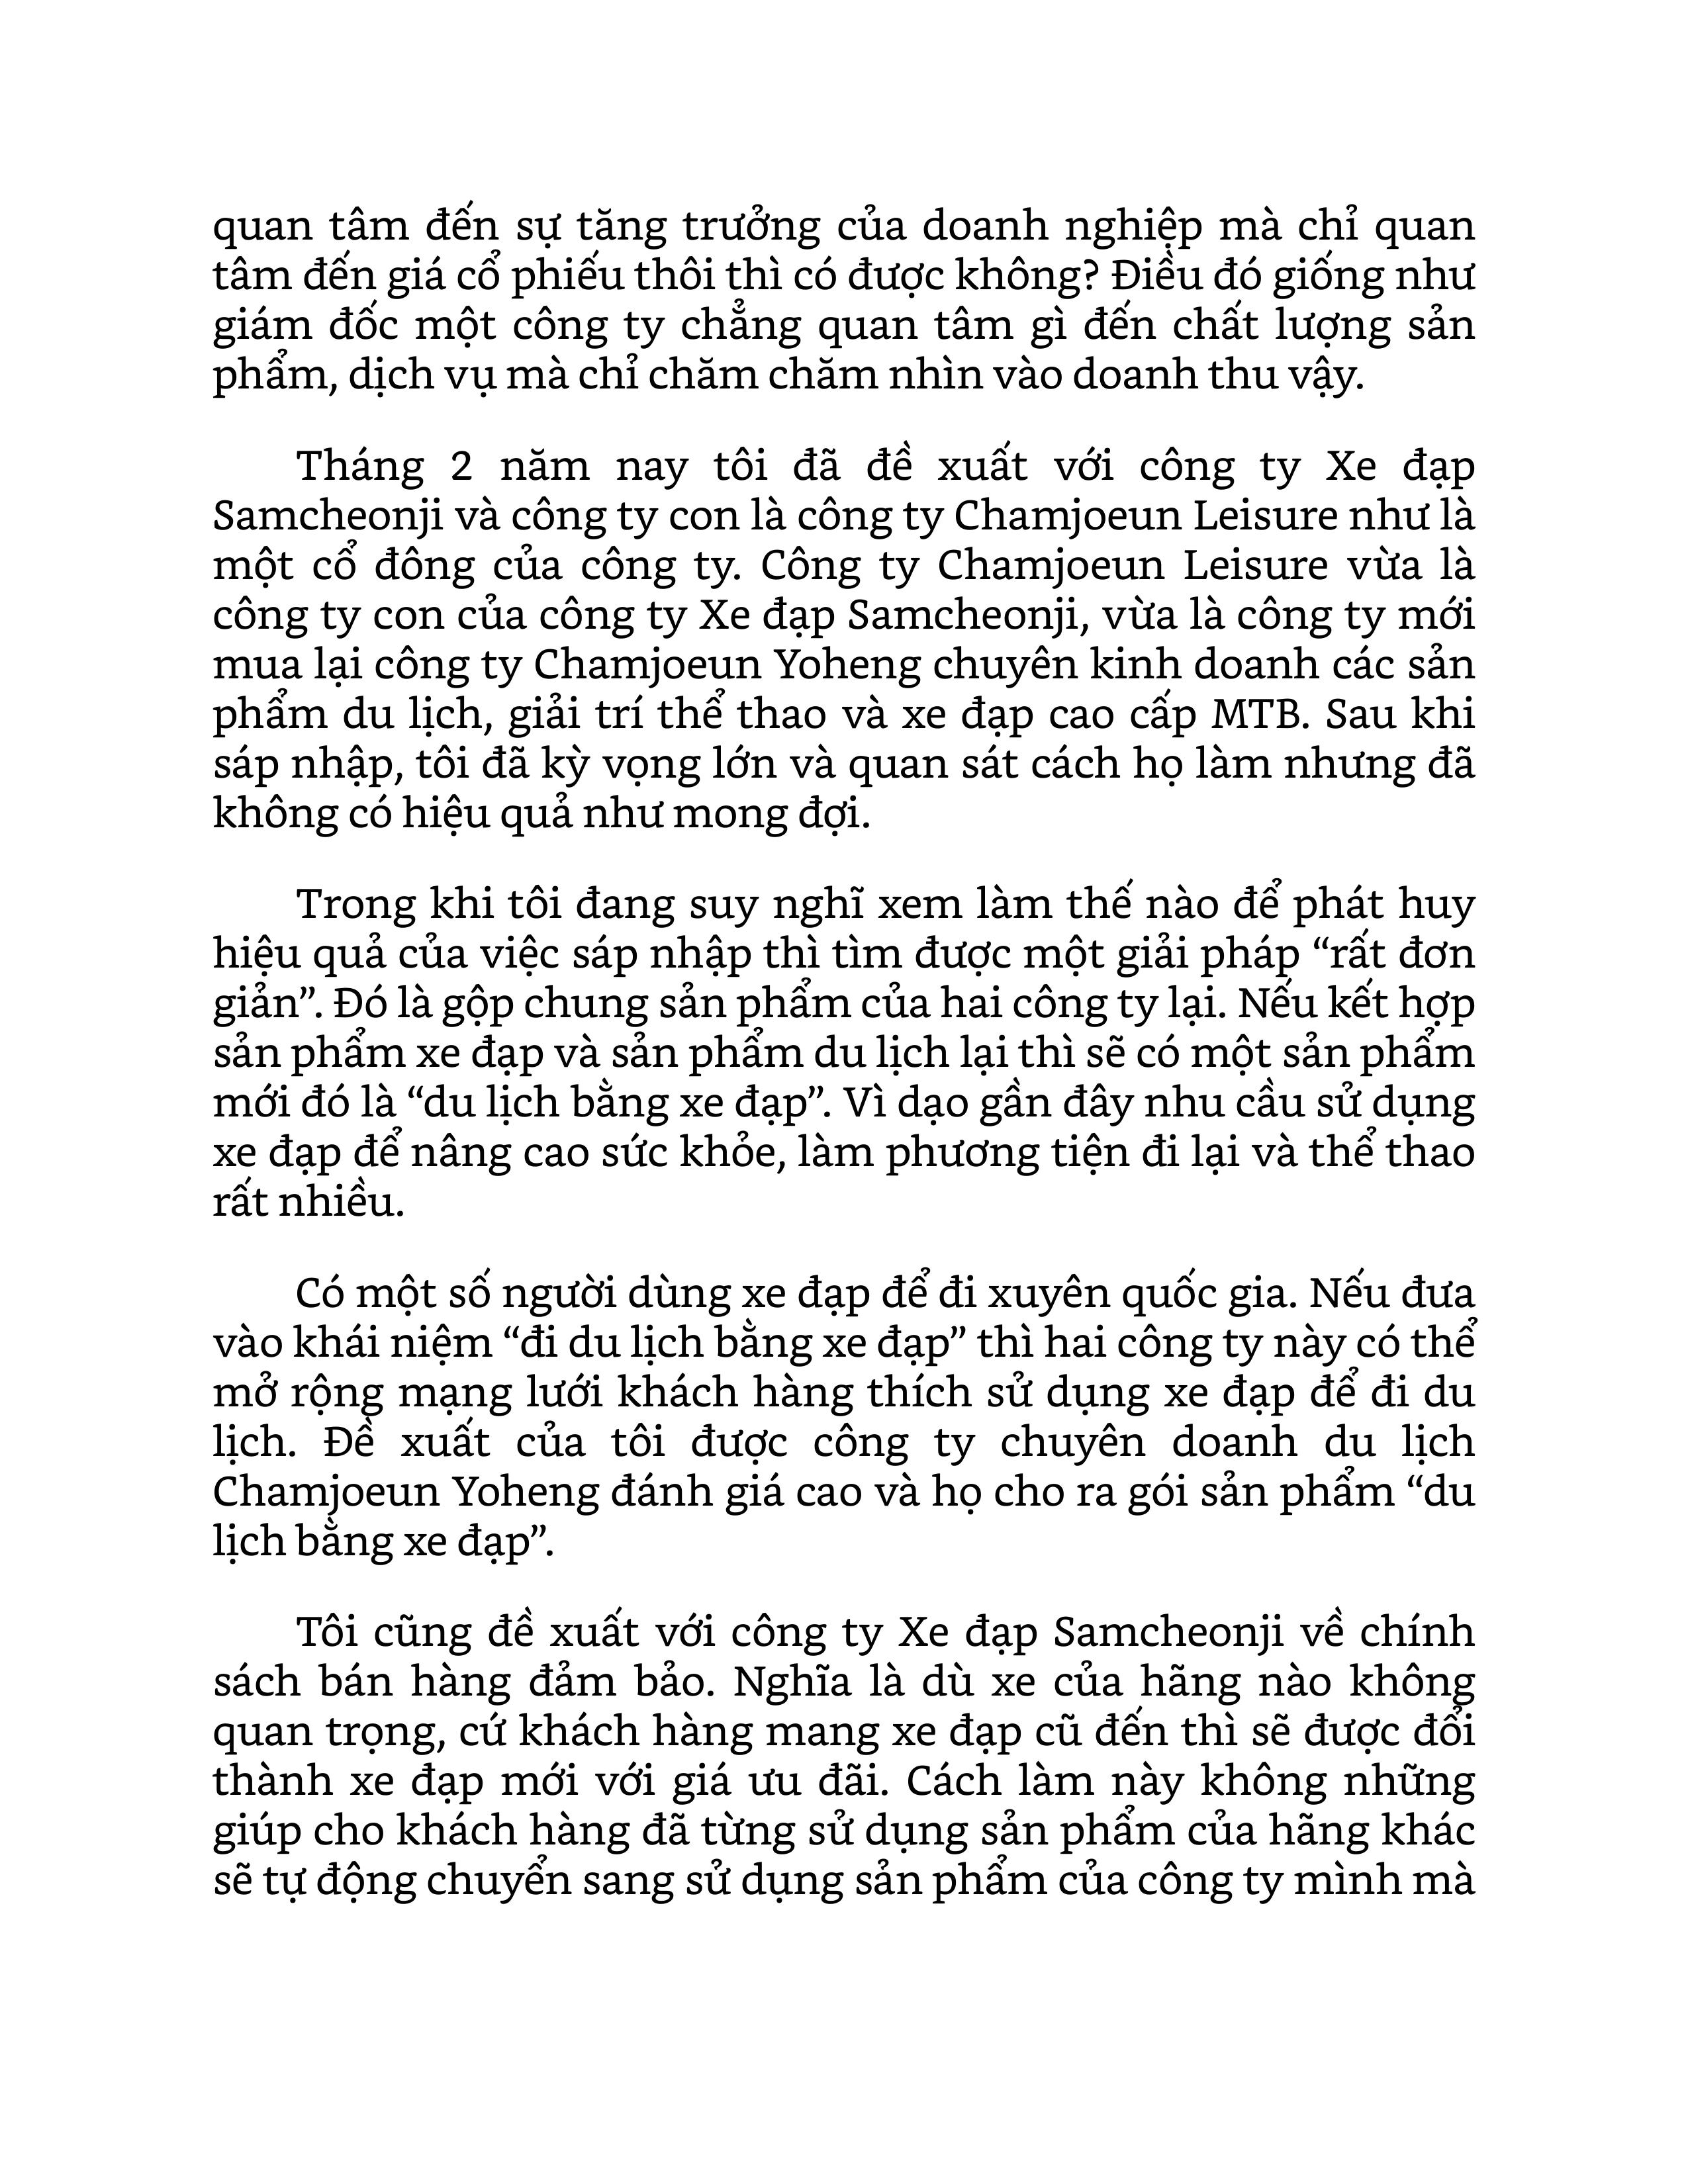 quan tâm đến sự tăng trưởng của doanh nghiệp mà chỉ quan
tâm đến giá cổ phiếu thôi thì có được không? Điều đó giống như
giám đốc một công ty chẳng quan tâm gì đến chất lượng sản
phẩm, dịch vụ mà chỉ chăm chăm nhìn vào doanh thu vậy.
Tháng 2 năm nay tôi đã đề xuất với công ty Xe đạp
Samcheonji và công ty con là công ty Chamjoeun Leisure như là
một cổ đông của công ty. Công ty Chamjoeun Leisure vừa là
công ty con của công ty Xe đạp Samcheonji, vừa là công ty mới
mua lại công ty Chamjoeun Yoheng chuyên kinh doanh các sản
phẩm du lịch, giải trí thể thao và xe đạp cao cấp MTB. Sau khi
sáp nhập, tôi đã kỳ vọng lớn và quan sát cách họ làm nhưng đã
không có hiệu quả như mong đợi.
Trong khi tôi đang suy nghĩ xem làm thế nào để phát huy
hiệu quả của việc sáp nhập thì tìm được một giải pháp “rất đơn
giản”. Đó là gộp chung sản phẩm của hai công ty lại. Nếu kết hợp
sản phẩm xe đạp và sản phẩm du lịch lại thì sẽ có một sản phẩm
mới đó là “du lịch bằng xe đạp”. Vì dạo gần đây nhu cầu sử dụng
xe đạp để nâng cao sức khỏe, làm phương tiện đi lại và thể thao
rất nhiều.
Có một số người dùng xe đạp để đi xuyên quốc gia. Nếu đưa
vào khái niệm “đi du lịch bằng xe đạp” thì hai công ty này có thể
mở rộng mạng lưới khách hàng thích sử dụng xe đạp để đi du
lịch. Đề xuất của tôi được công ty chuyên doanh du lịch
Chamjoeun Yoheng đánh giá cao và họ cho ra gói sản phẩm “du
lịch bằng xe đạp”.
Tôi cũng đề xuất với công ty Xe đạp Samcheonji về chính
sách bán hàng đảm bảo. Nghĩa là dù xe của hãng nào không
quan trọng, cứ khách hàng mang xe đạp cũ đến thì sẽ được đổi
thành xe đạp mới với giá ưu đãi. Cách làm này không những
giúp cho khách hàng đã từng sử dụng sản phẩm của hãng khác
sẽ tự động chuyển sang sử dụng sản phẩm của công ty mình mà